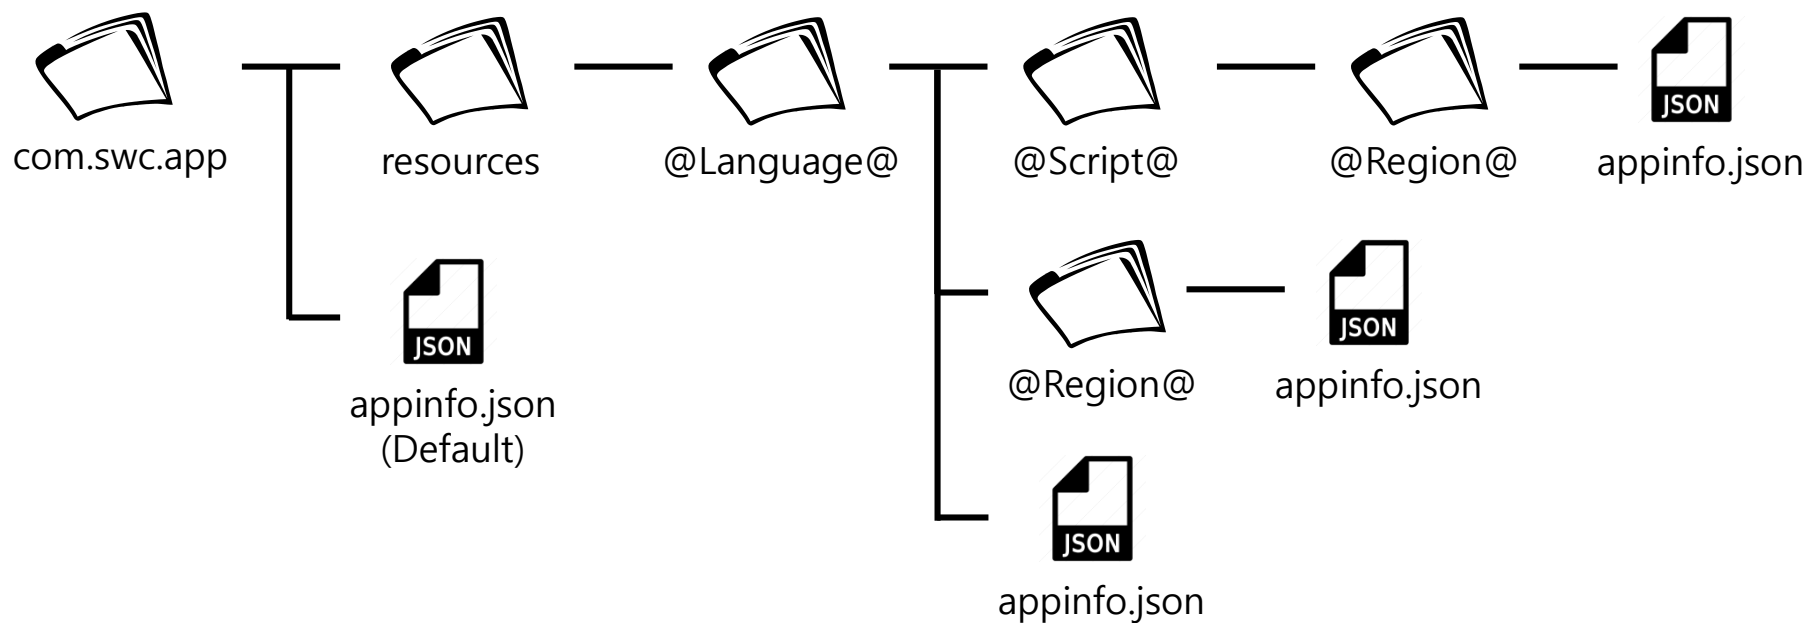 JSON
com.swc.app
resources
@Language@
@Script@
@Region@
appinfo.json
JSON
JSON
@Region@
appinfo.json
appinfo.json
(Default)
JSON
appinfo.json